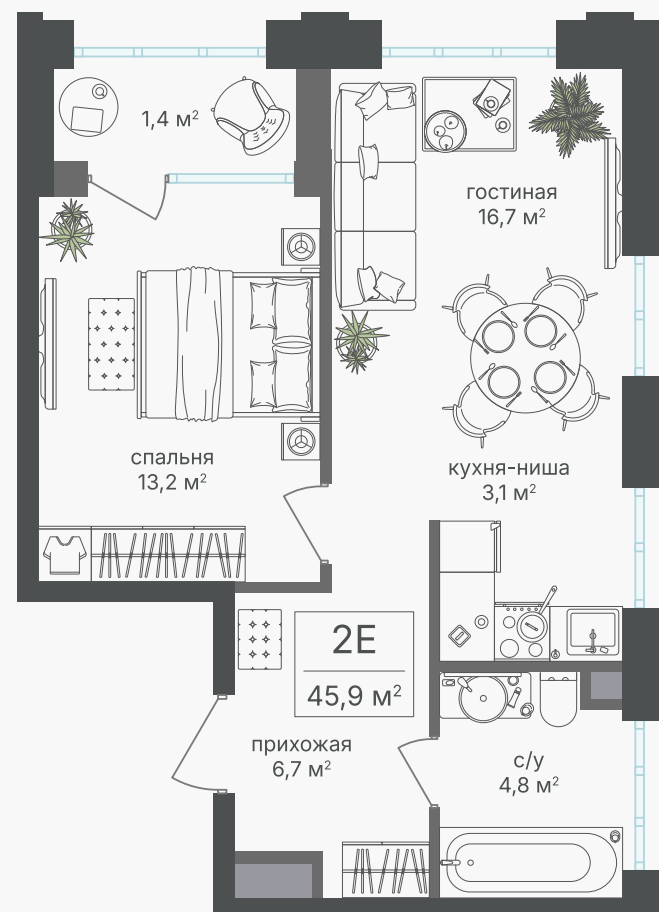 1,4 м²
гостиная
16,7 м²
спальня
13,2 м²
кухня-ниша
3,1 м²
2Е
45,9 м²
прихожая
6,7 м²
с/у
4,8 м²